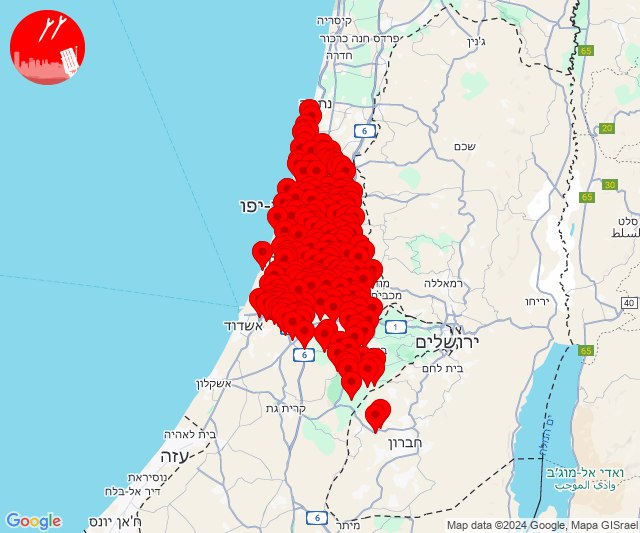 קיסריה
פרדס חנה כרכור
ג'נין
65
חדרה
נת
6
20
שכם
30
65
-יפו
סלט
السلط
רמאללה
מכבים
יריחו
40
אשדוד
1
ירושלים
6
65
בית לחם
אשקלון
קרית גת
ים המלח
בית לאהיה
חברון
עזה
ואדי אל-מוג'ב
وادي الموجب
נוסיראת
דיר אל-בלח
ח'אן יונס
6
מיתר
Google
Map data ©2024 Google, Mapa GISrael